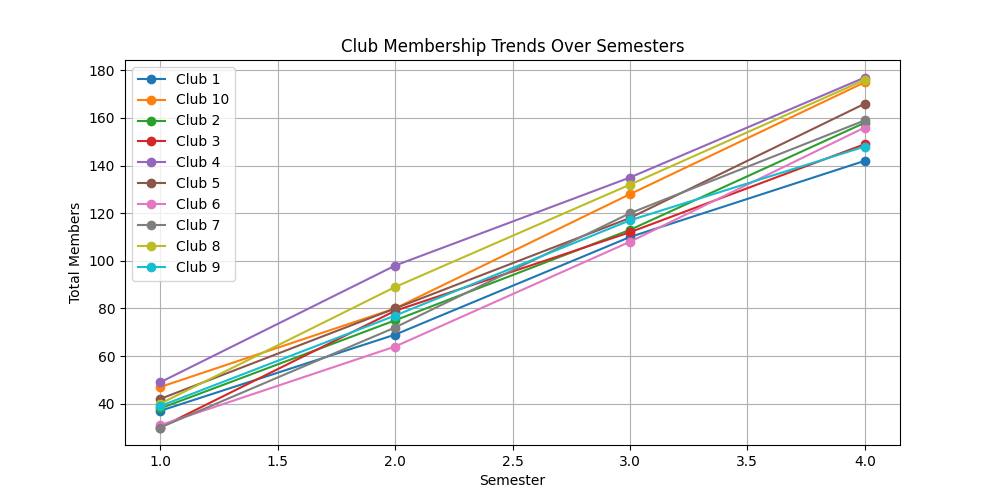 Club Membership Trends Over Semesters
Total Members
180
160
140
120
100
80
60
40
Club 1
Club 10
Club 2
Club 3
Club 4
Club 5
Club 6
Club 7
Club 8
Club 9
1.0 1.5 2.0 2.5 3.0 3.5 4.0
Semester